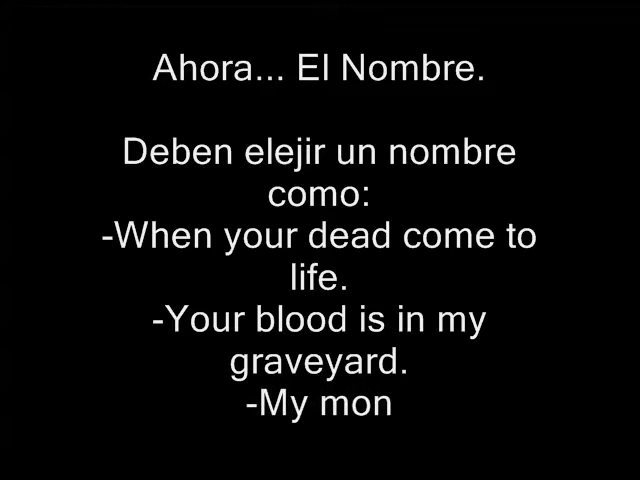 Ahora... El Nombre.
Deben elejir un nombre
como:
-When your dead come to
life.
-Your blood is in my
graveyard.
-My mon